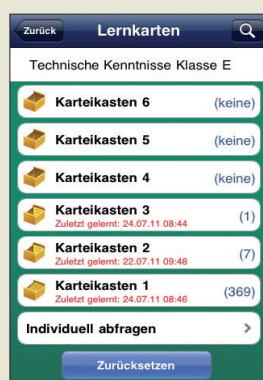 Zurück
Lernkarten
Technische Kenntnisse Klasse E
Karteikasten 6
(keine)
Karteikasten 5
(keine)
Karteikasten 4
(keine)
Karteikasten 3
Zuletzt gelernt: 24.07.11 08:44
(1)
Karteikasten 2
Zuletzt gelernt: 22.07.11 09:48
(7)
Karteikasten 1
Zuletzt gelernt: 24.07.11 08:46
(369)
Individuell abfragen
Zurücksetzen